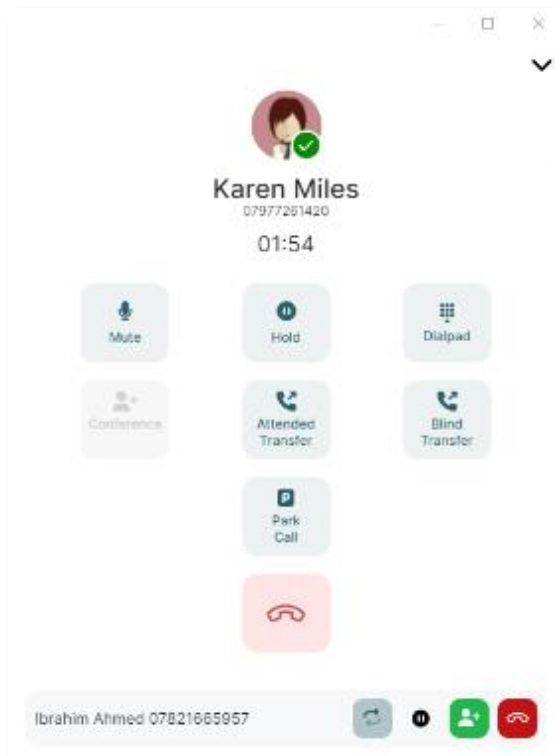 Karen Miles
07977261420
01:54
Mute
Hold
Dialpad
Conference
Attended
Transfer
Blind
Transfer
P
Park
Call
Ibrahim Ahmed 07821665957